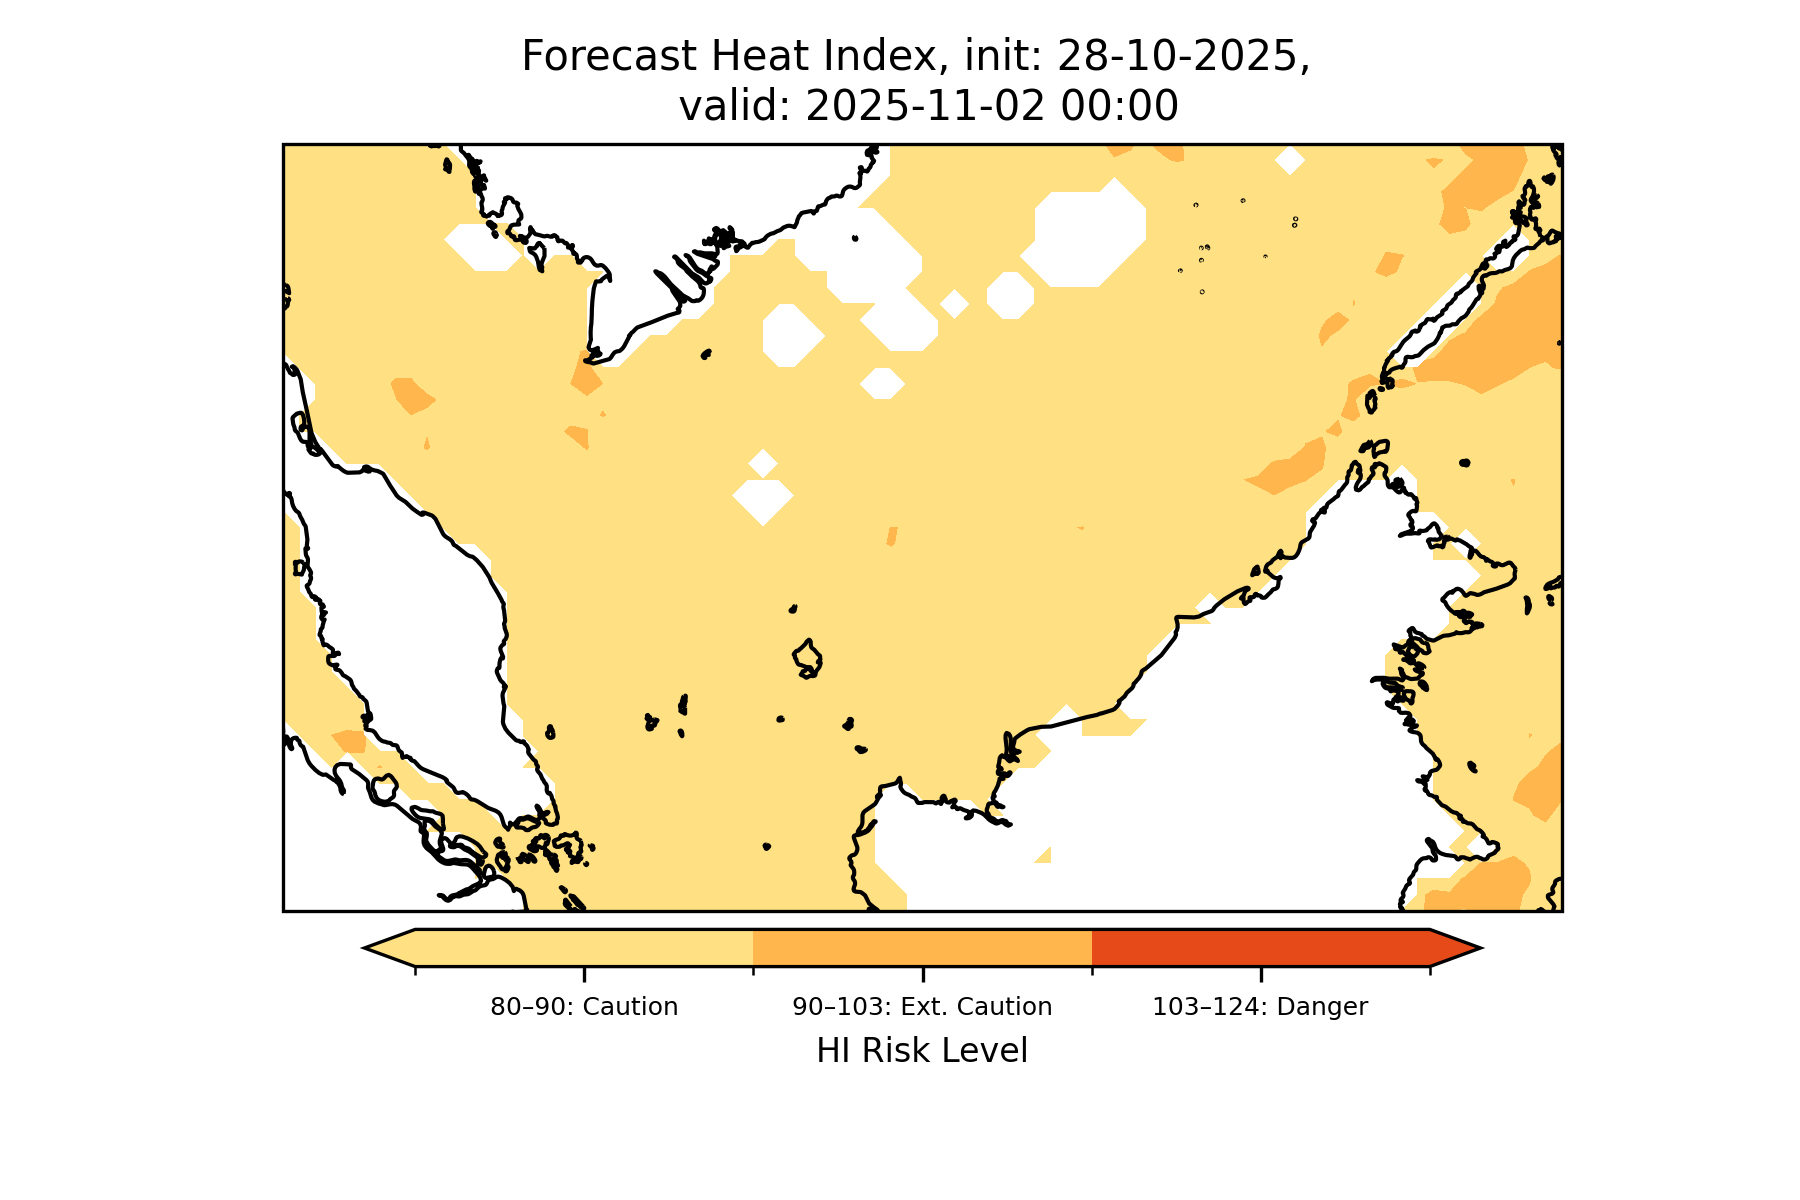 Forecast Heat Index, init: 28-10-2025,
valid: 2025-11-02 00:00
80–90: Caution
90–103: Ext. Caution
103–124: Danger
HI Risk Level